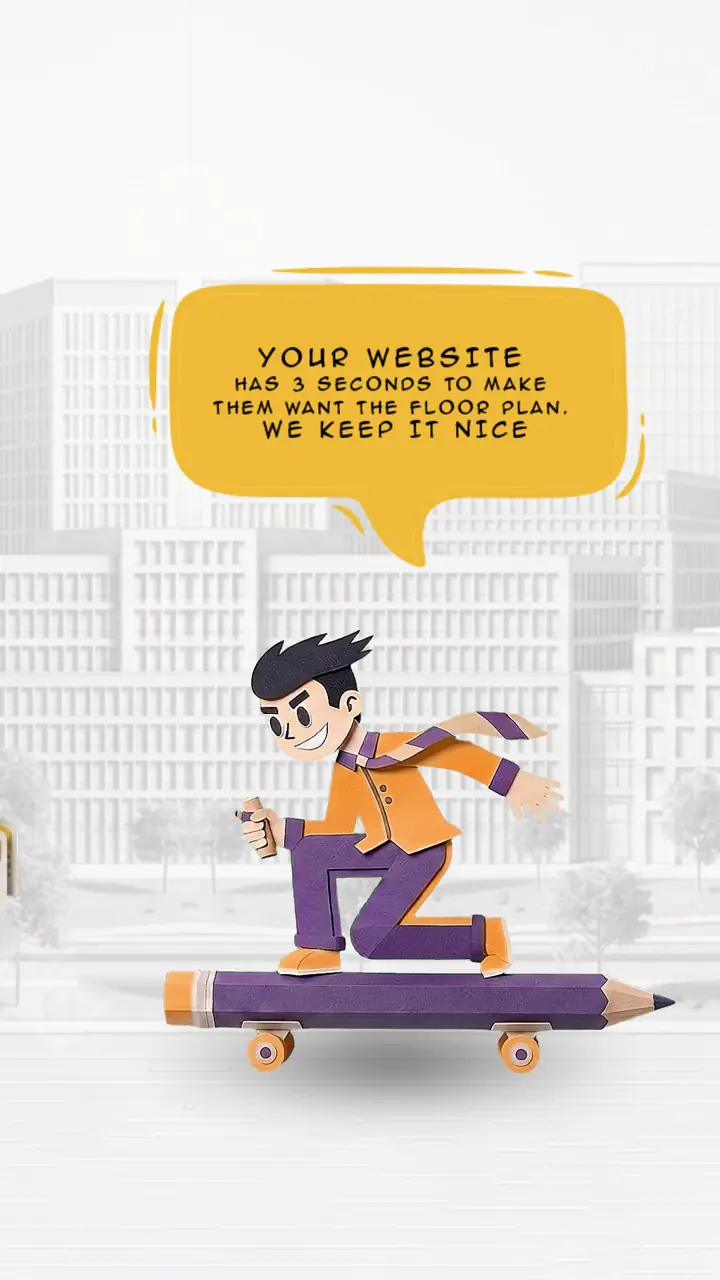 YOUR WEBSITE
HAS 3 SECONDS TO MAKE
THEM WANT THE FLOOR PLAN.
WE KEEP IT NICE